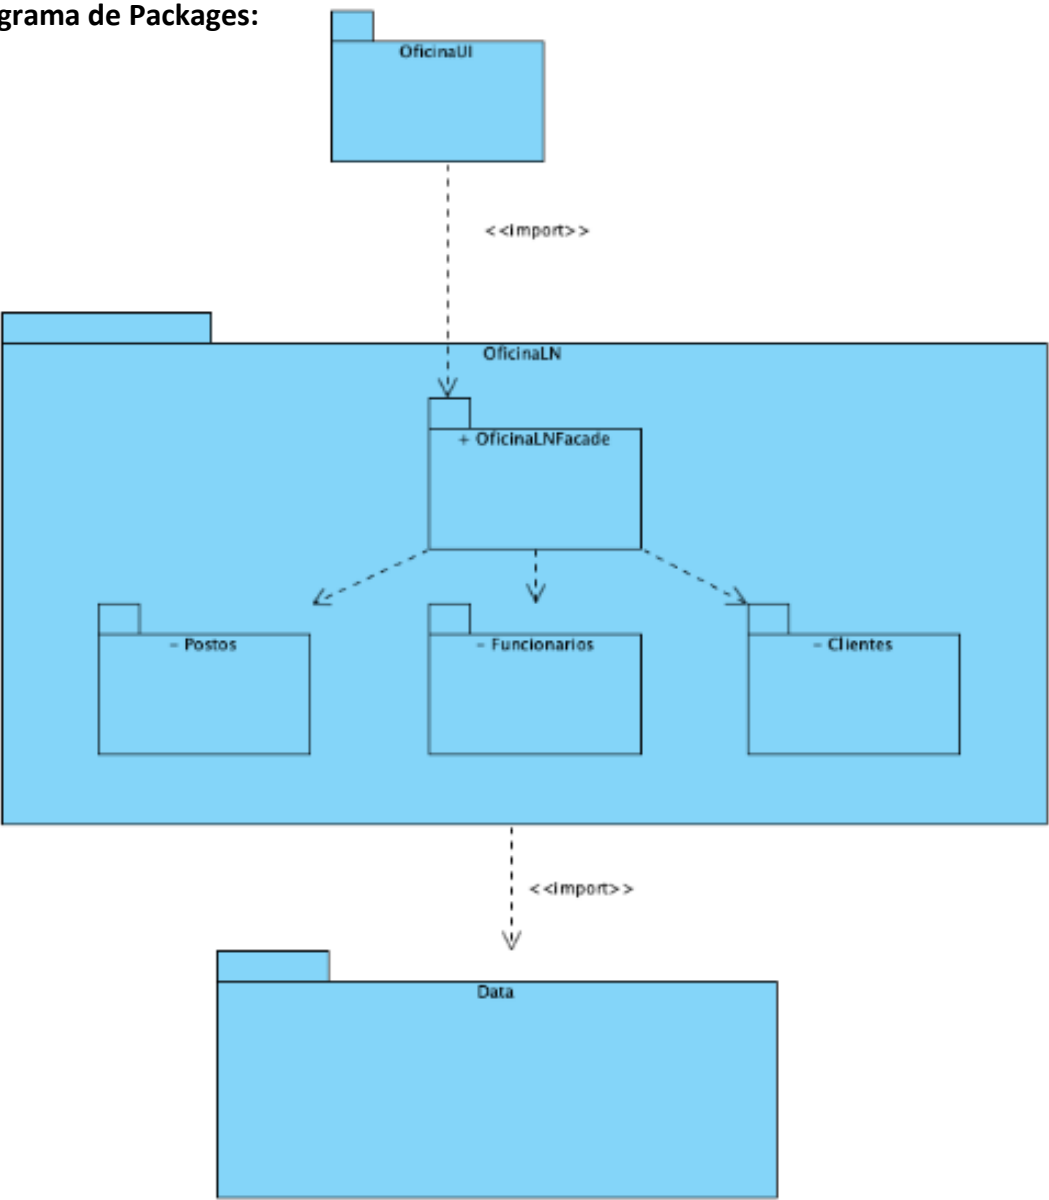 grama de Packages:
OficinaUI
<<import>>
OficinaLN
+ OficinaLNFacade
- Postos
- Funcionarios
- Clientes
<<import>>
Data